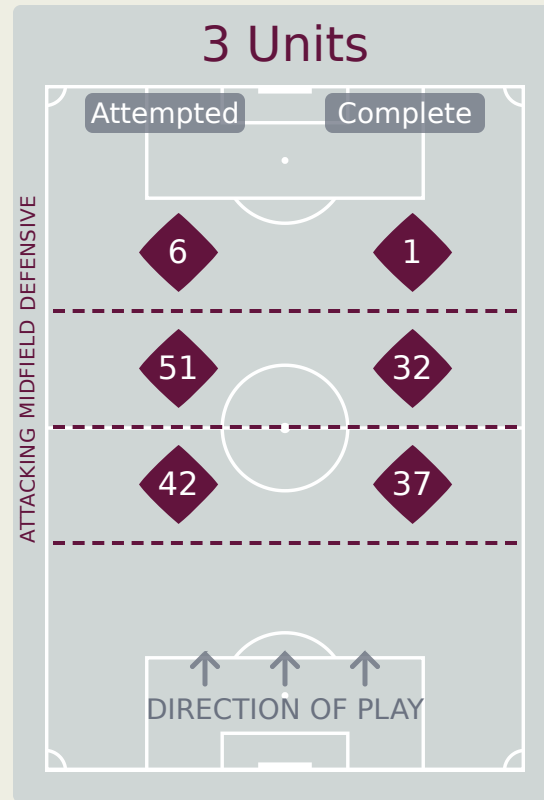 3 Units
Attempted Complete
6 1
51 32
42 37
ATTACKING MIDFIELD DEFENSIVE
DIRECTION OF PLAY